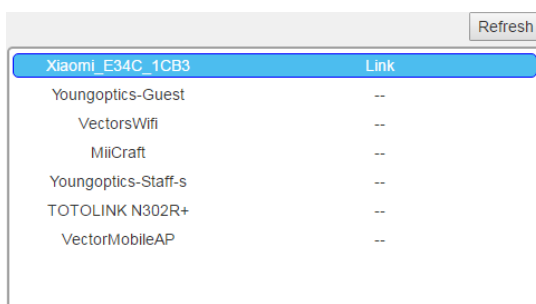 Refresh
Xiaomi_E34C_1CB3 Link
Youngoptics-Guest --
VectorsWifi --
MiiCraft --
Youngoptics-Staff-s --
TOTOLINK N302R+ --
VectorMobileAP --